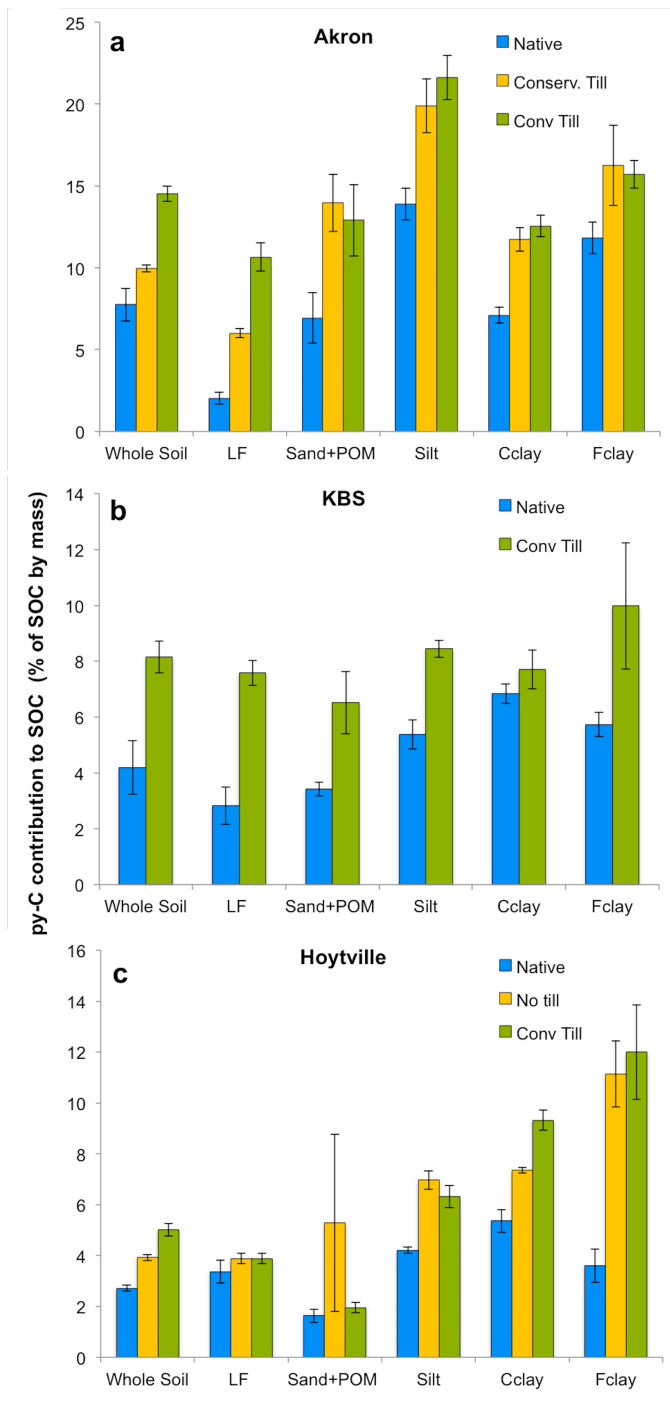 py-C contribution to SOC (% of SOC by mass)
a
Akron
Native
Conserv. Till
Conv Till
25
20
15
10
5
0
Whole Soil LF Sand+POM Silt Cclay Fclay
b
KBS
Native
Conv Till
14
12
10
8
6
4
2
0
Whole Soil LF Sand+POM Silt Cclay Fclay
c
Hoytville
Native
No till
Conv Till
16
14
12
10
8
6
4
2
0
Whole Soil LF Sand+POM Silt Cclay Fclay